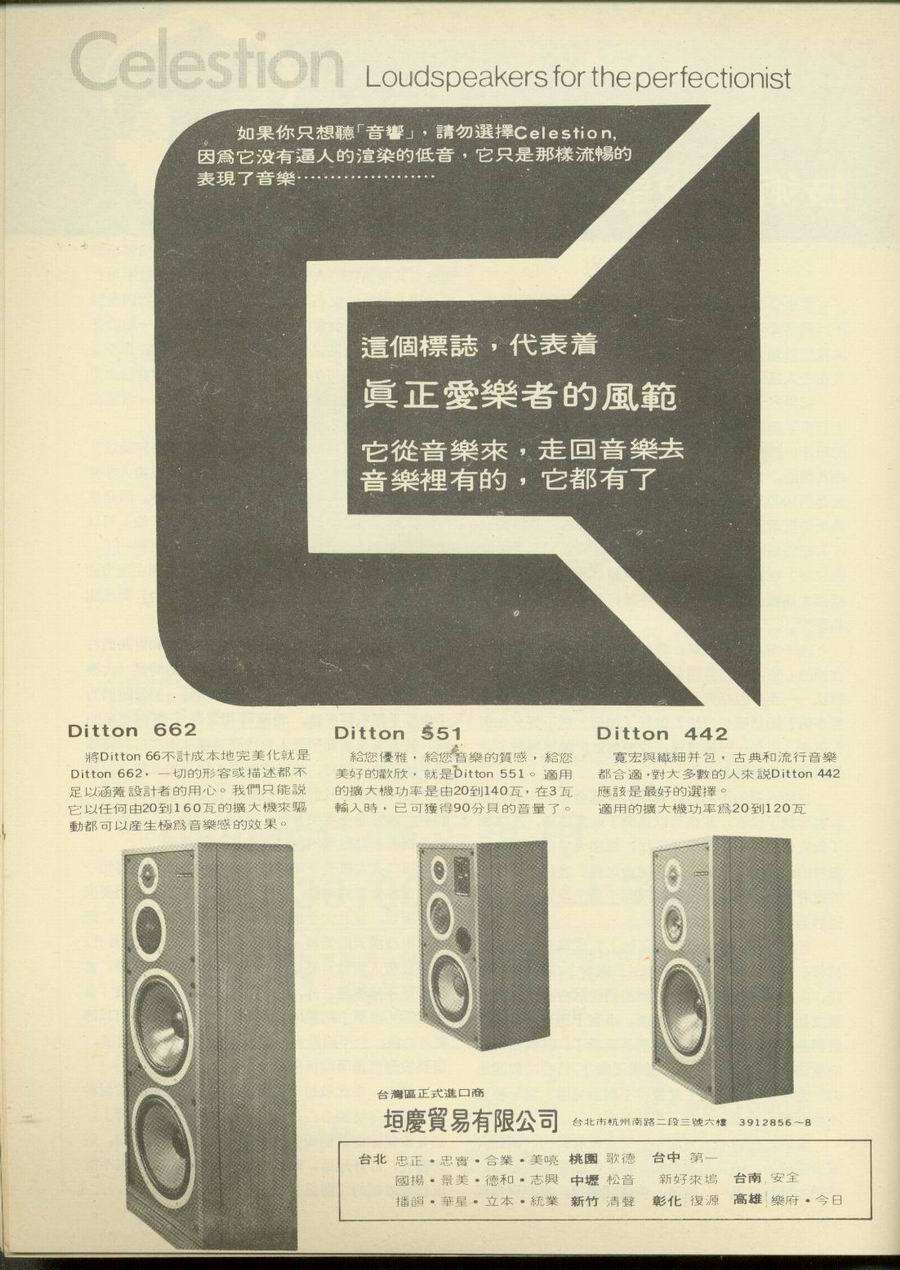 Celestion Loudspeakers for the perfectionist
如果你只想聽「音響」，請勿選擇Celestion,
因爲它没有逼人的渲染的低音，它只是那樣流暢的
表現了音樂…………………
這個標誌，代表着
眞正愛樂者的風範
它從音樂來，走回音樂去
音樂裡有的，它都有了
Ditton 662
將Ditton 66不計成本地完美化就是
Ditton 662，一切的形容或描述都不
足以涵蓋設計者的用心。我們只能說
它以任何由20到160瓦的擴大機來驅
動都可以産生極爲音樂感的效果。
Ditton 551
給您優雅，給您音樂的質感，給您
美好的歡欣，就是Ditton 551。適用
的擴大機功率是由20到140瓦，在3瓦
輸入時，已可獲得90分貝的音量了。
Ditton 442
寬宏與纖細并包，古典和流行音樂
都合適，對大多數的人來説Ditton 442
應該是最好的選擇。
適用的擴大機功率爲20到120瓦
台灣區正式進口商
垣慶貿易有限公司 台北市杭州南路二段三號六樓 3912856～8
台北 忠正・忠實・合業・美亮 桃園 歌德 台中 第一
國揚・景美・德和・志興 中壢 松音 新好來塢 台南 安全
播韻・華星・立本・統業 新竹 清聲 彰化 復源 高雄 樂府・今日